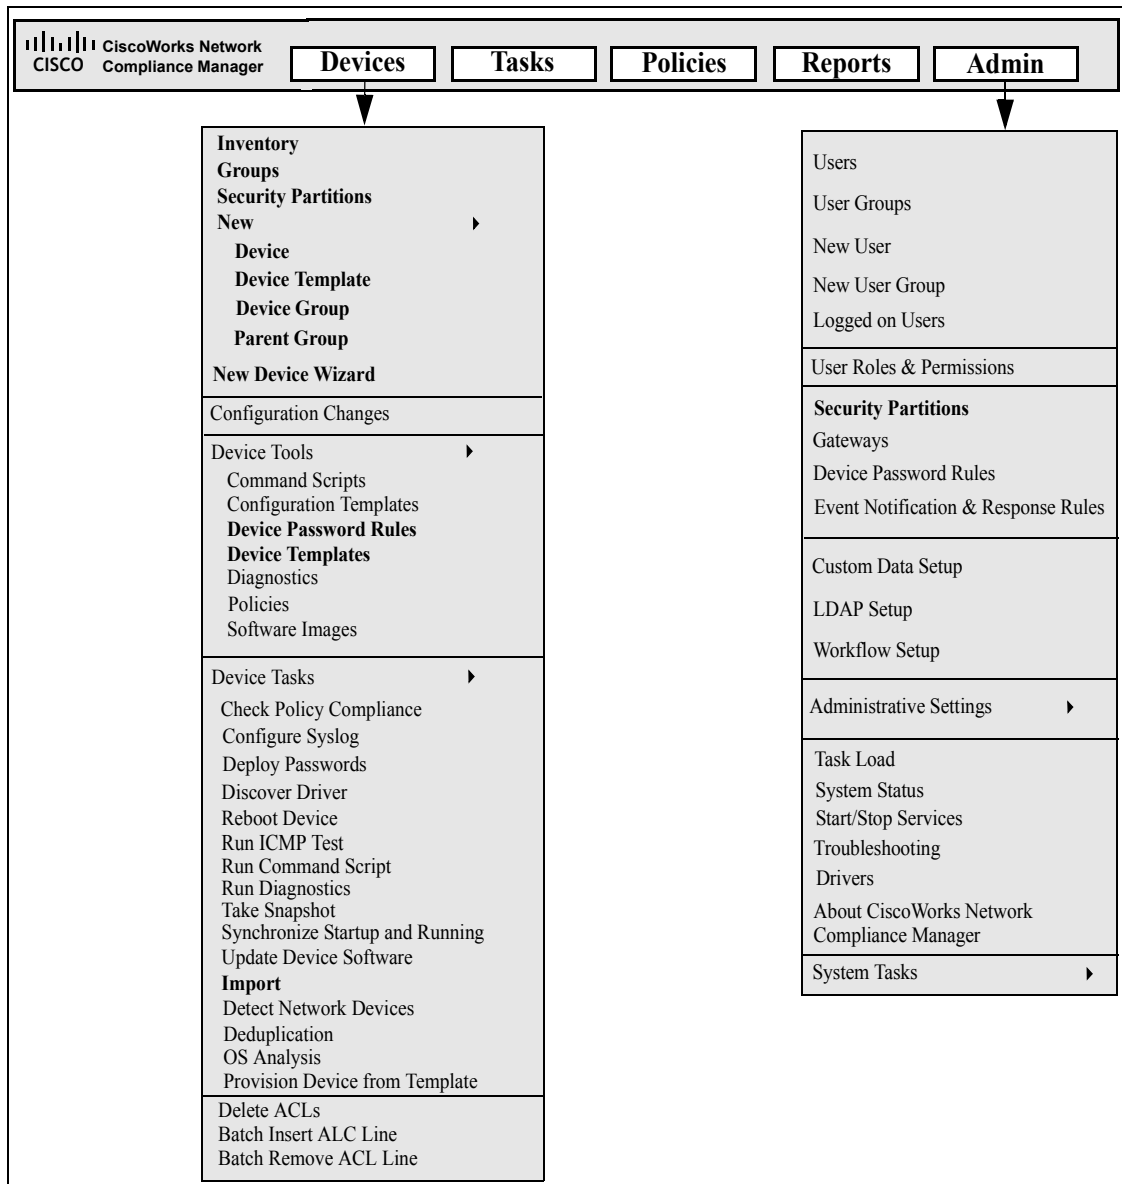 CISCO
CiscoWorks Network
Compliance Manager
Devices
Tasks
Policies
Reports
Admin
Inventory
Groups
Security Partitions
New
Device
Device Template
Device Group
Parent Group
New Device Wizard
Configuration Changes
Device Tools
Command Scripts
Configuration Templates
Device Password Rules
Device Templates
Diagnostics
Policies
Software Images
Device Tasks
Check Policy Compliance
Configure Syslog
Deploy Passwords
Discover Driver
Reboot Device
Run ICMP Test
Run Command Script
Run Diagnostics
Take Snapshot
Synchronize Startup and Running
Update Device Software
Import
Detect Network Devices
Deduplication
OS Analysis
Provision Device from Template
Delete ACLs
Batch Insert ALC Line
Batch Remove ACL Line
Users
User Groups
New User
New User Group
Logged on Users
User Roles & Permissions
Security Partitions
Gateways
Device Password Rules
Event Notification & Response Rules
Custom Data Setup
LDAP Setup
Workflow Setup
Administrative Settings
Task Load
System Status
Start/Stop Services
Troubleshooting
Drivers
About CiscoWorks Network
Compliance Manager
System Tasks